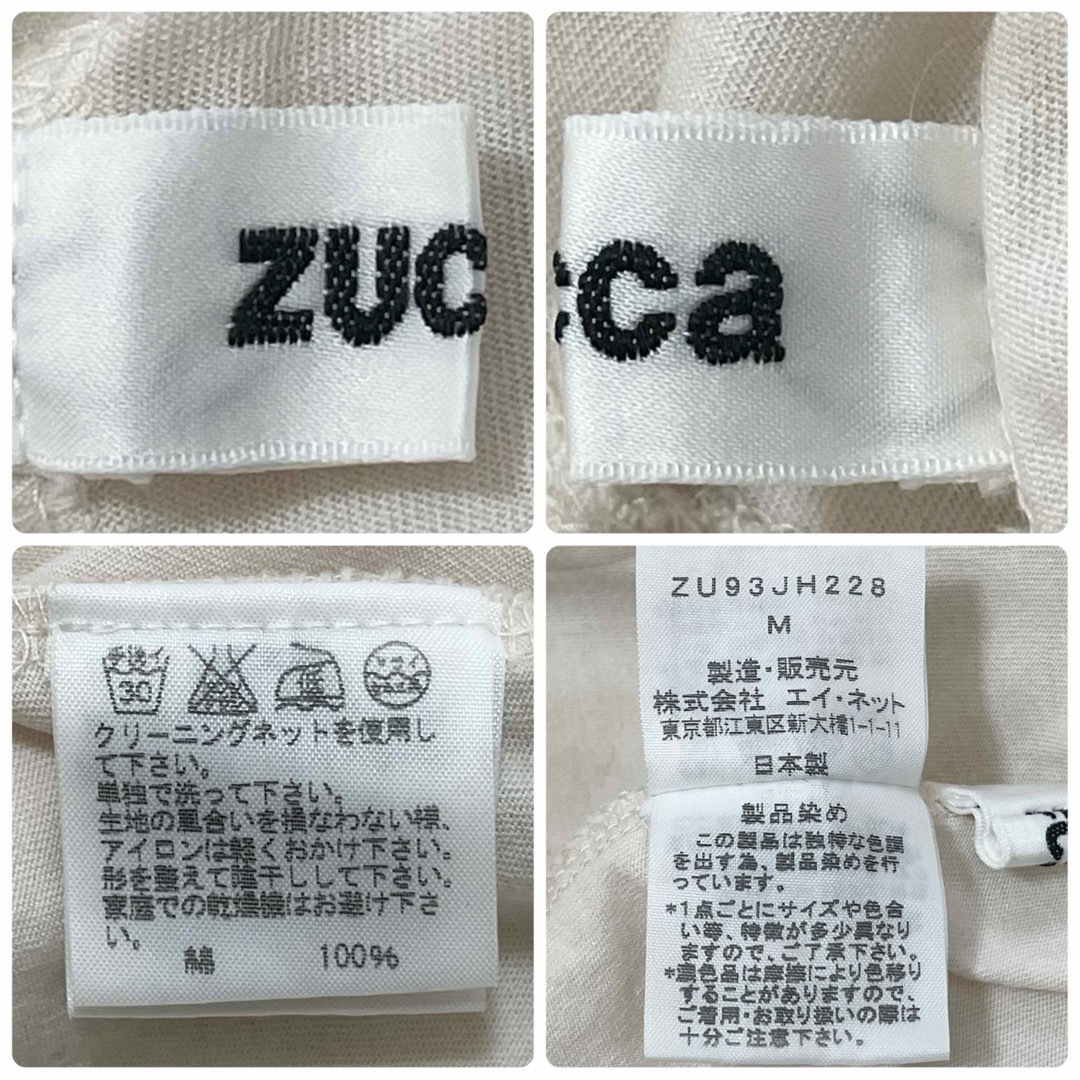 zuc
cca
手洗イ
30
ドライ
クリーニングネットを使用し
て下さい。
単独で洗って下さい。
生地の風合いを損なわない様、
アイロンは軽くおかけ下さい。
形を整えて陰干しして下さい。
家庭での乾燥機はお避け下さ
い。
綿 100%
ZU93JH228
M
製造・販売元
株式会社 エイ・ネット
東京都江東区新大橋1-1-11
日本製
製品染め
この製品は独特な色調
を出す為、製品染めを行
っています。
*1点ごとにサイズや色合
い等、特徴が多少異なり
ますので、ご了承下さい。
*濃色品は摩擦により色移り
することがありますので、
ご着用・お取り扱いの際は
十分ご注意下さい。